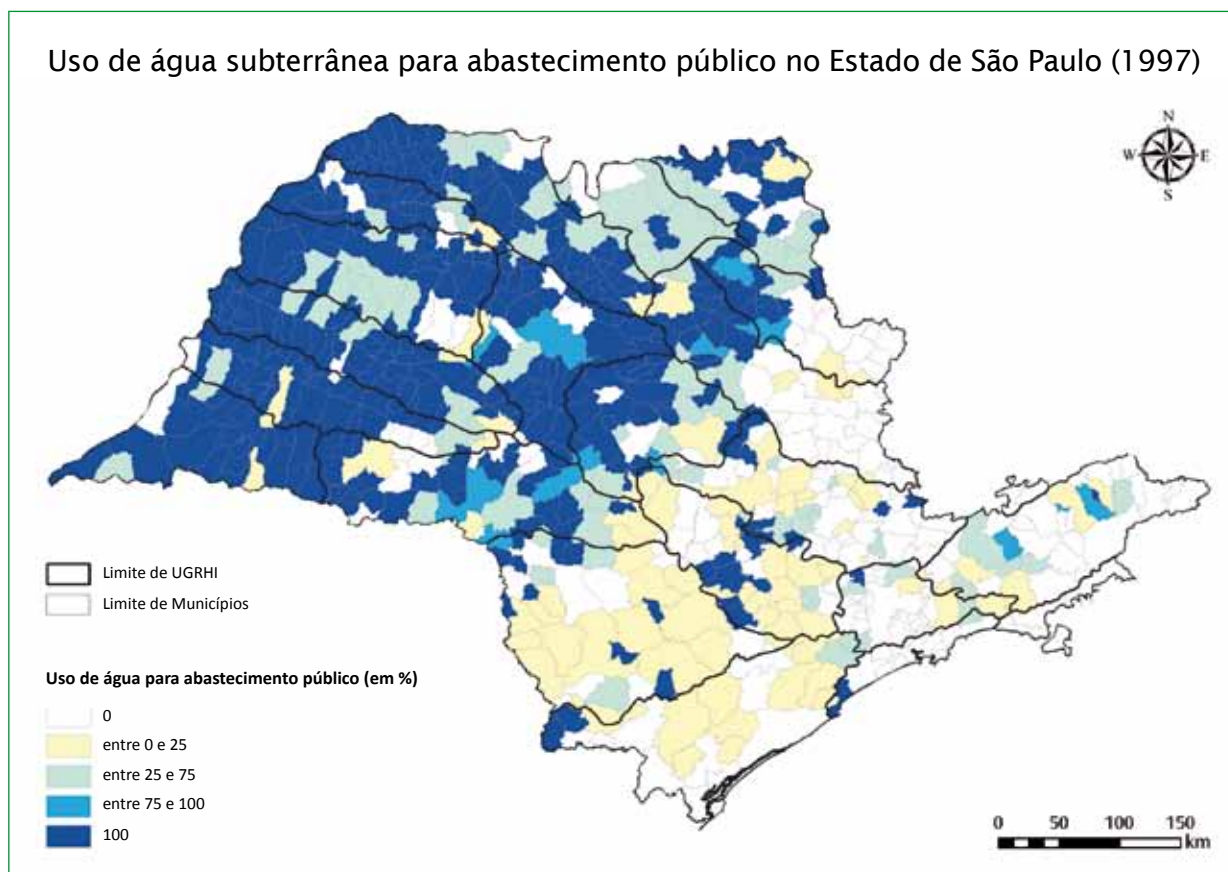 Uso de água subterrânea para abastecimento público no Estado de São Paulo (1997)
N
W
E
S
Limite de UGRHI
Limite de Municípios
Uso de água para abastecimento público (em %)
0
entre 0 e 25
entre 25 e 75
entre 75 e 100
100
0 50 100 150
km